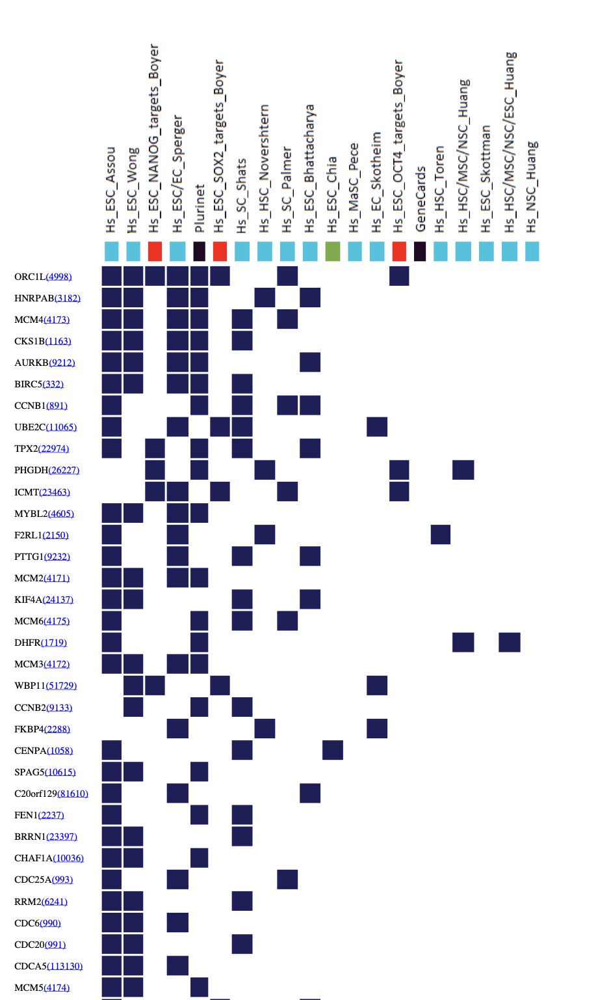 Hs_ESC_Assou
Hs_ESC_Wong
Hs_ESC_NANOG_targets_Boyer
Hs_ESC/EC_Sperger
Plurinet
Hs_ESC_SOX2_targets_Boyer
Hs_SC_Shats
Hs_HSC_Novershtern
Hs_SC_Palmer
Hs_ESC_Bhattacharya
Hs_ESC_Chia
Hs_MaSC_Pece
Hs_EC_Skotheim
Hs_ESC_OCT4_targets_Boyer
GeneCards
Hs_HSC_Toren
Hs_HSC/MSC/NSC_Huang
Hs_ESC_Skottman
Hs_HSC/MSC/NSC/ESC_Huang
Hs_NSC_Huang
ORC1L(4998)
HNRPAB(3182)
MCM4(4173)
CKS1B(1163)
AURKB(9212)
BIRC5(332)
CCNB1(891)
UBE2C(11065)
TPX2(22974)
PHGDH(26227)
ICMT(23463)
MYBL2(4605)
F2RL1(2150)
PTTG1(9232)
MCM2(4171)
KIF4A(24137)
MCM6(4175)
DHFR(1719)
MCM3(4172)
WBP11(51729)
CCNB2(9133)
FKBP4(2288)
CENPA(1058)
SPAG5(10615)
C20orf129(81610)
FEN1(2237)
BRRN1(23397)
CHAF1A(10036)
CDC25A(993)
RRM2(6241)
CDC6(990)
CDC20(991)
CDCA5(113130)
MCM5(4174)